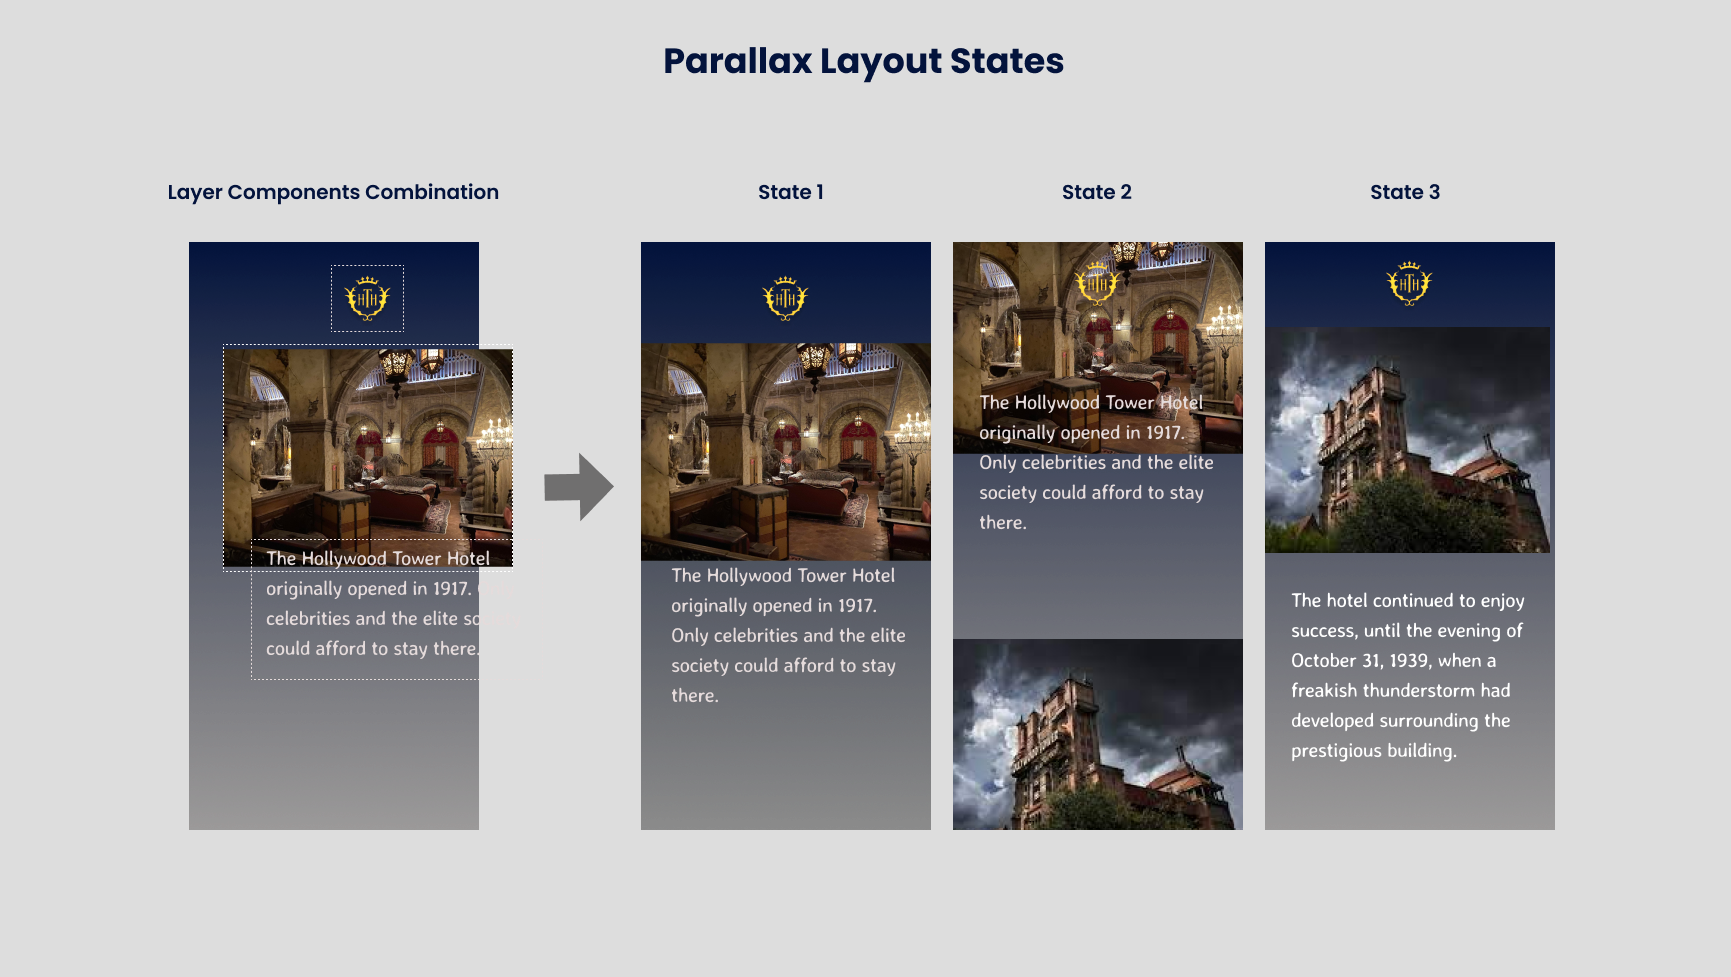 Parallax Layout States
Layer Components Combination
State 1
State 2
State 3
HTH
The Hollywood Tower Hotel
originally opened in 1917.
celebrities and the elite so
could afford to stay there.
HTH
The Hollywood Tower Hotel
originally opened in 1917.
Only celebrities and the elite
society could afford to stay
there.
HTH
The Hollywood Tower Hotel
originally opened in 1917.
Only celebrities and the elite
society could afford to stay
there.
HTH
The hotel continued to enjoy
success, until the evening of
October 31, 1939, when a
freakish thunderstorm had
developed surrounding the
prestigious building.